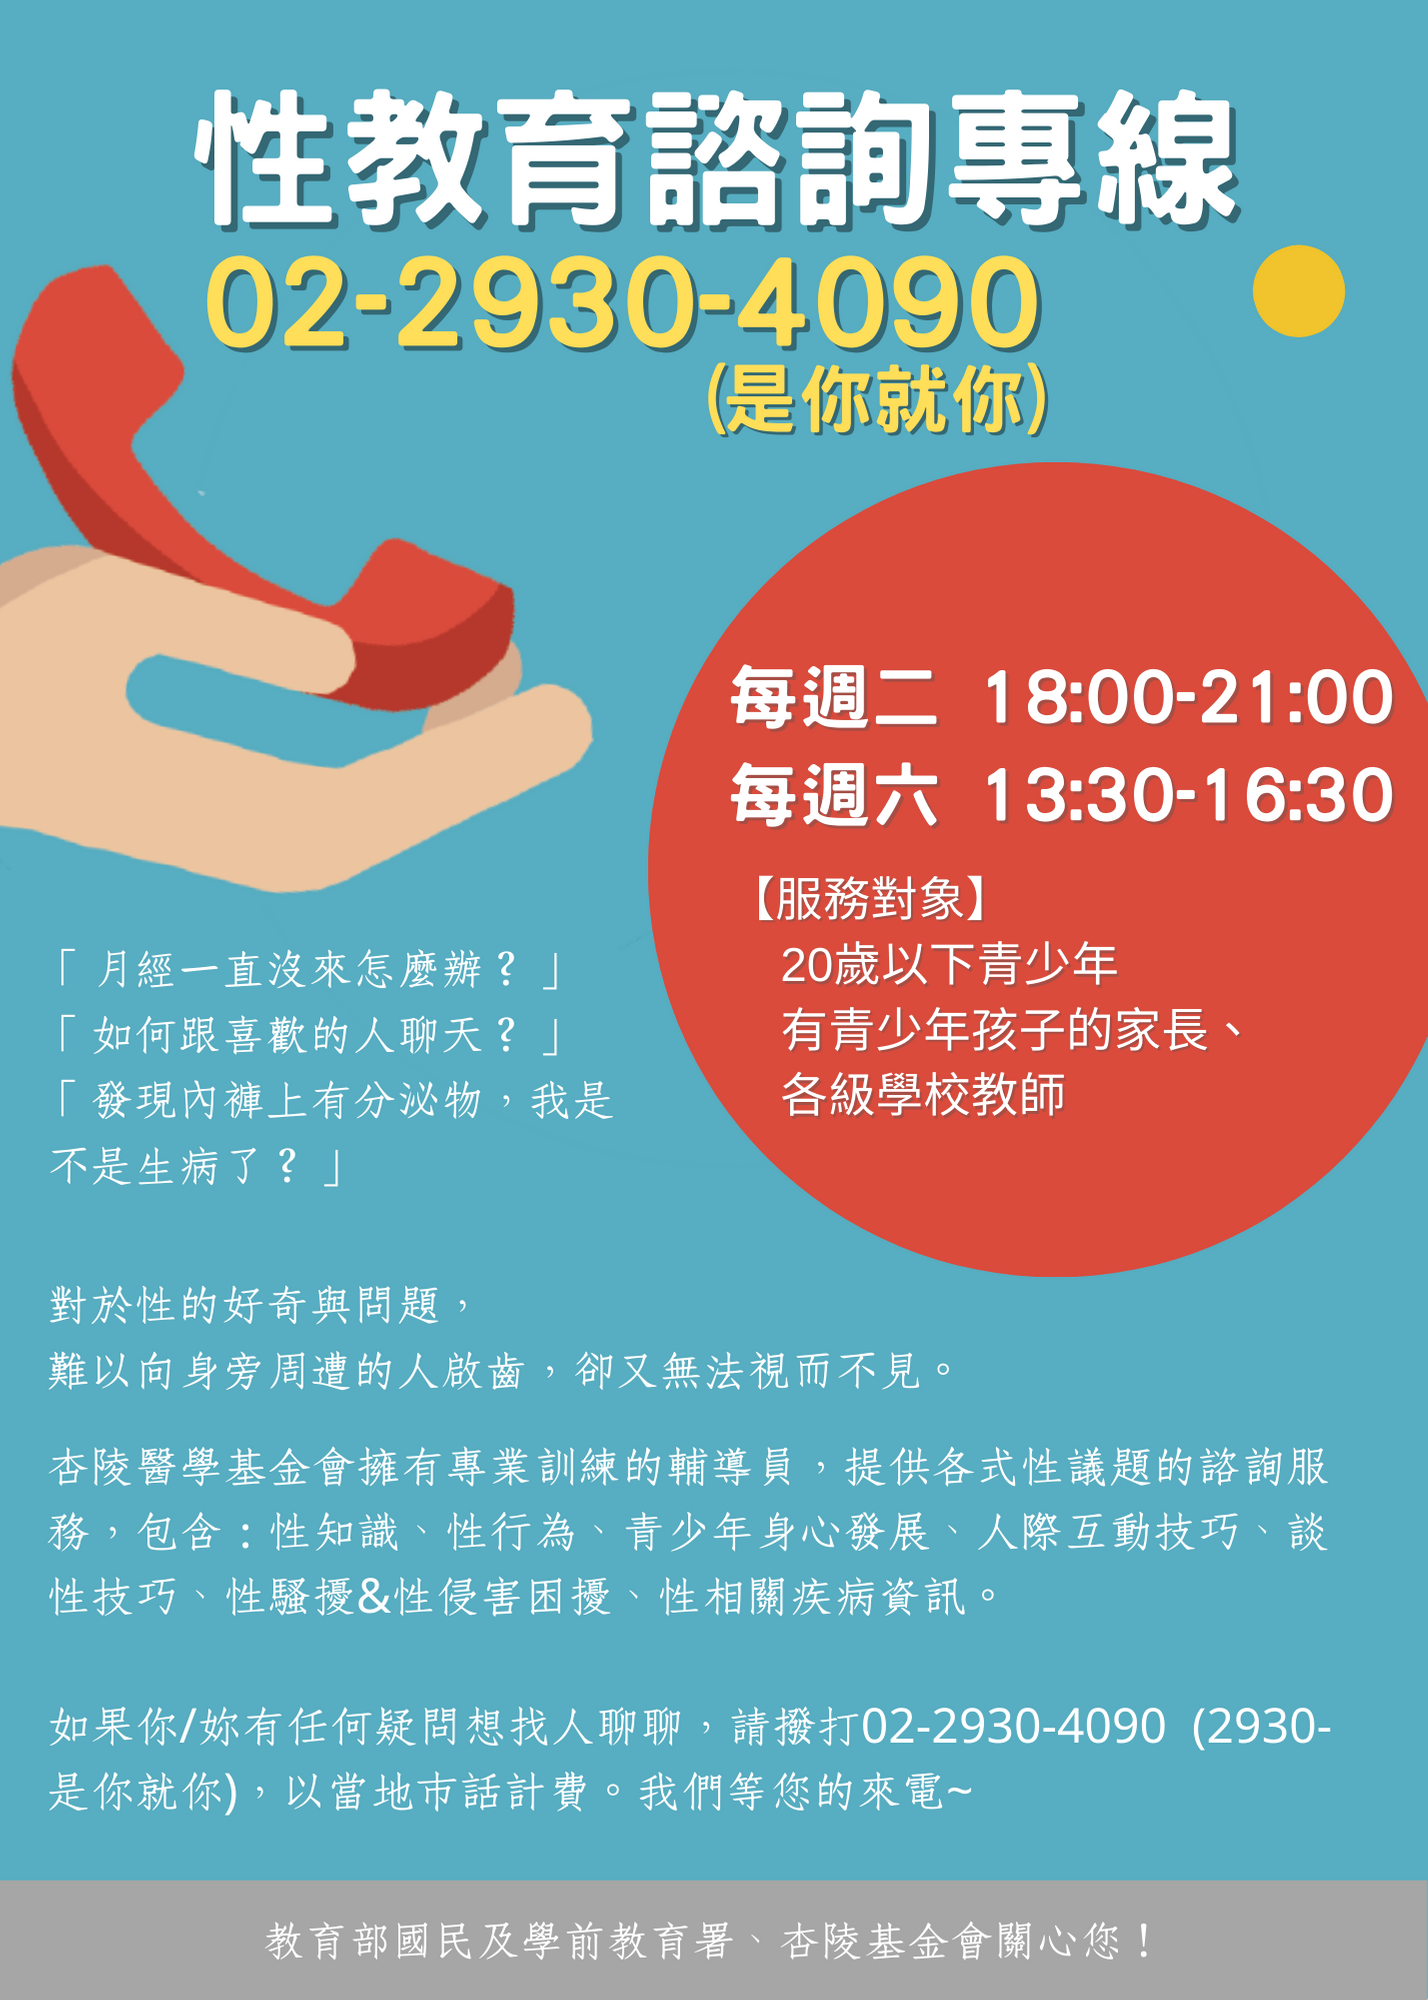 性教育諮詢專線
02-2930-4090
(是你就你)
每週二 18:00-21:00
每週六 13:30-16:30
【服務對象】
20歲以下青少年
有青少年孩子的家長、
各級學校教師
「 月經一直沒來怎麼辦？ 」
「 如何跟喜歡的人聊天？ 」
「 發現內褲上有分泌物，我是
不是生病了？ 」
對於性的好奇與問題，
難以向身旁周遭的人啟齒，卻又無法視而不見。
杏陵醫學基金會擁有專業訓練的輔導員，提供各式性議題的諮詢服
務，包含：性知識、性行為、青少年身心發展、人際互動技巧、談
性技巧、性騷擾&性侵害困擾、性相關疾病資訊。
如果你/妳有任何疑問想找人聊聊，請撥打02-2930-4090 (2930-
是你就你)，以當地市話計費。我們等您的來電~
教育部國民及學前教育署、杏陵基金會關心您！